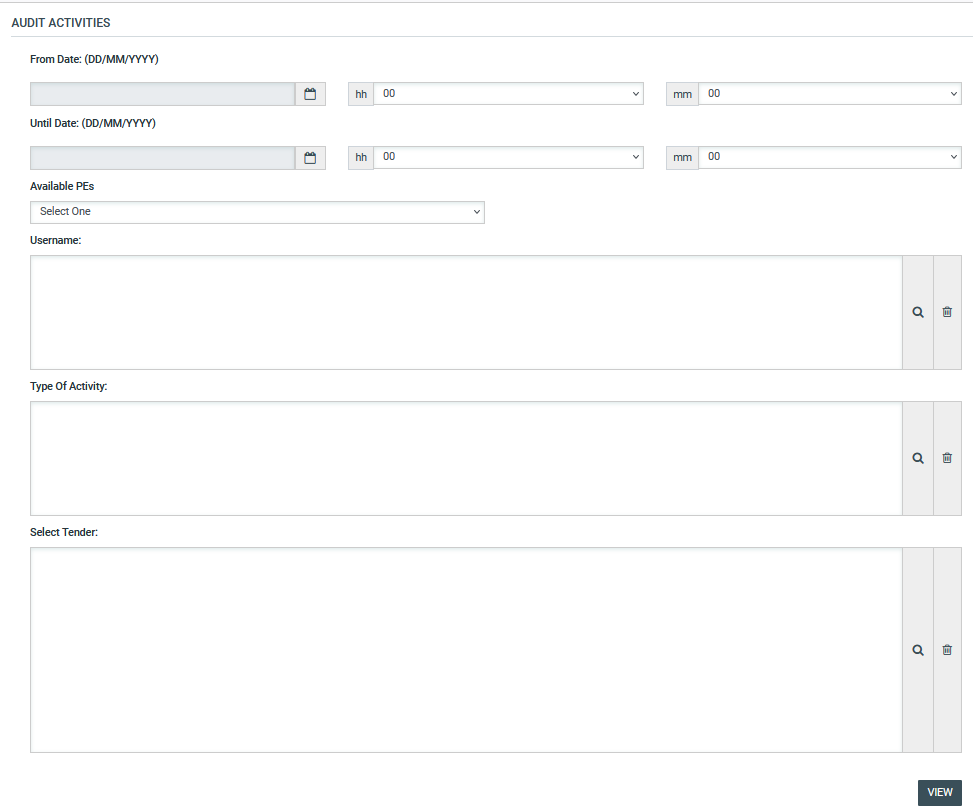 AUDIT ACTIVITIES
From Date: (DD/MM/YYYY)
hh 00 mm 00
Until Date: (DD/MM/YYYY)
hh 00 mm 00
Available PEs
Select One
Username:
Type Of Activity:
Select Tender:
VIEW